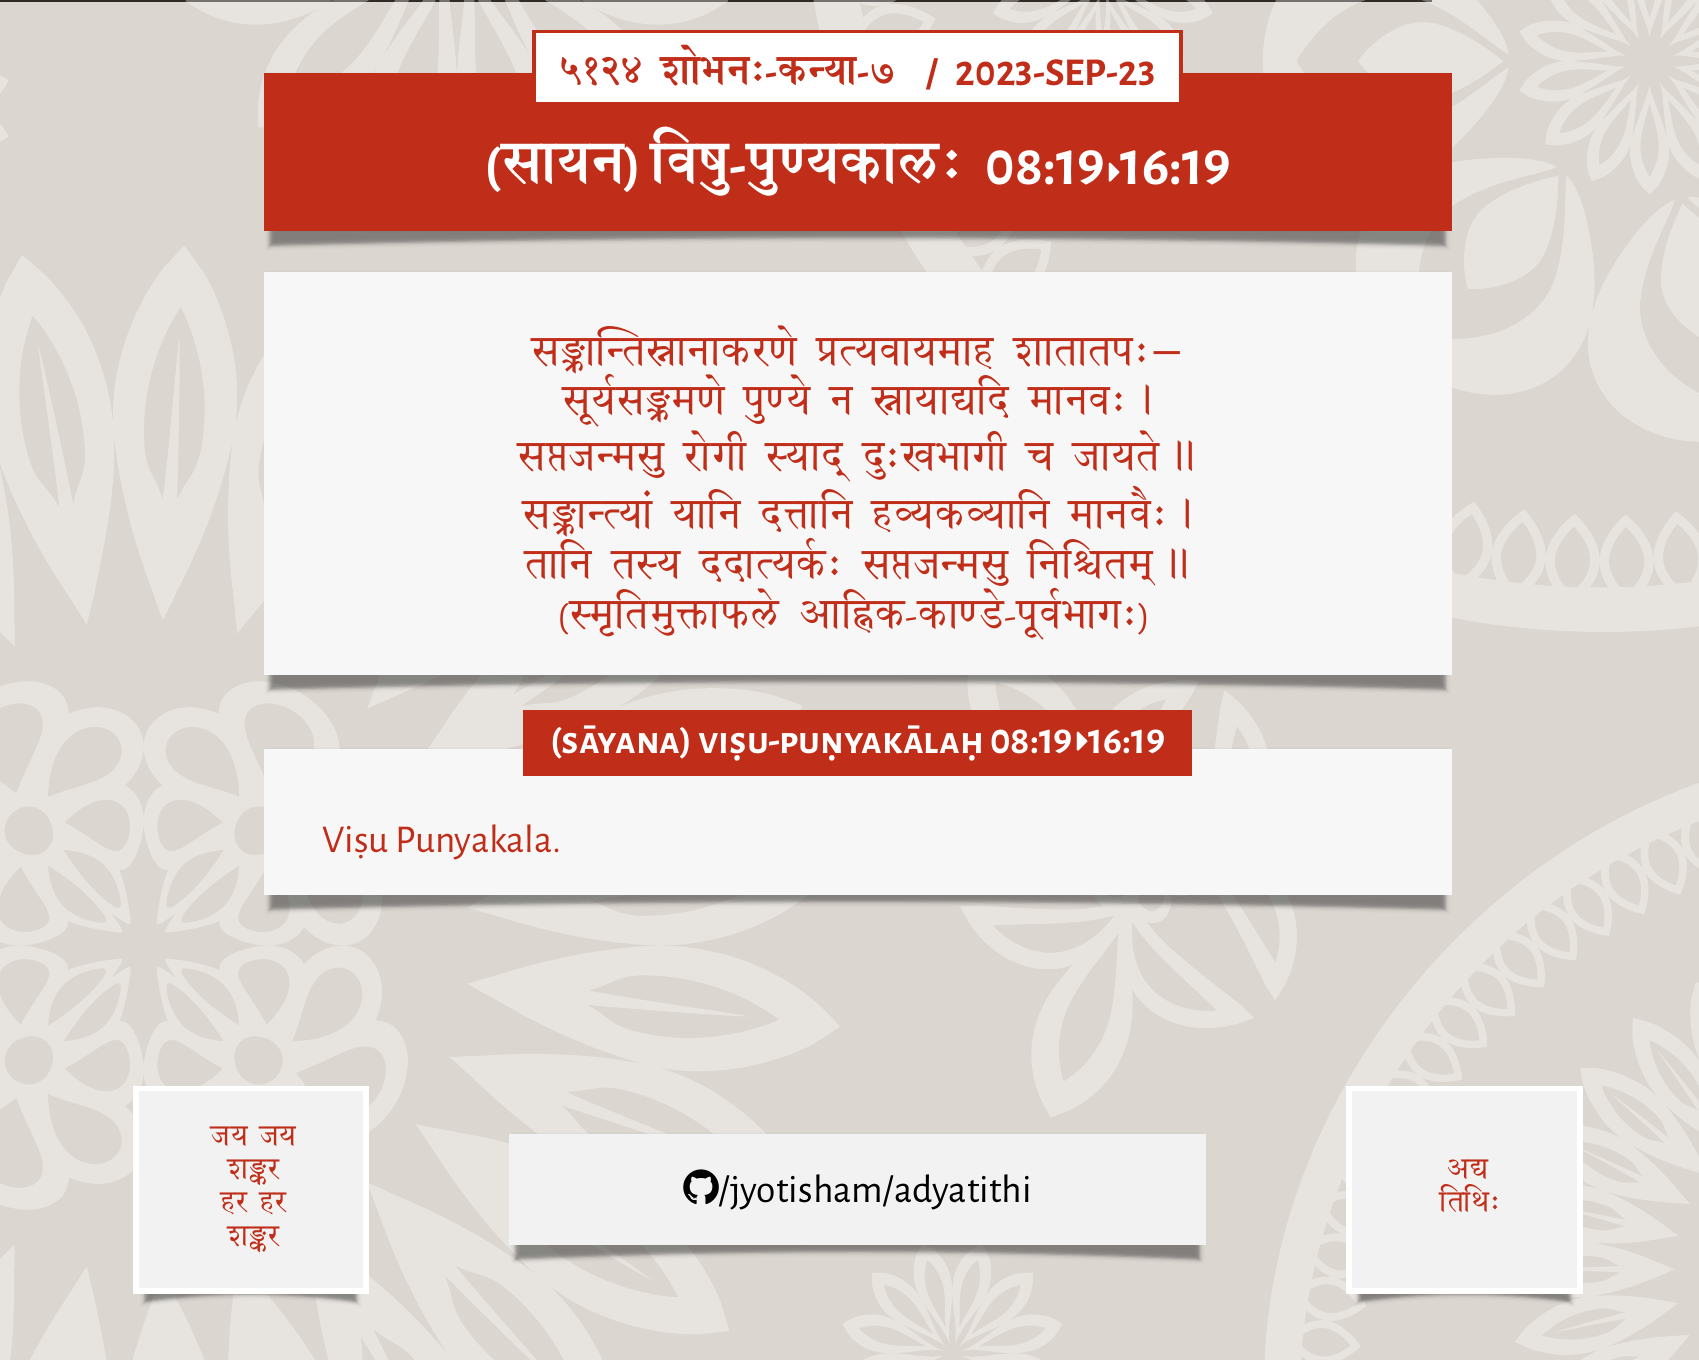 ५१२४ शोभनः-कन्या-७ / 2023-SEP-23
(सायन) विषु-पुण्यकालः 08:19▸16:19
सङ्क्रान्तिस्नानाकरणे प्रत्यवायमाह शातातपः—
सूर्यसङ्क्रमणे पुण्ये न स्नायाद्यदि मानवः ।
सप्तजन्मसु रोगी स्याद् दुःखभागी च जायते ॥
सङ्क्रान्त्यां यानि दत्तानि हव्यकव्यानि मानवैः ।
तानि तस्य ददात्यर्कः सप्तजन्मसु निश्चितम् ॥
(स्मृतिमुक्ताफले आह्निक-काण्डे-पूर्वभागः)
(SĀYANA) VIṢU-PUṆYAKĀLAḤ 08:19▸16:19
Viṣu Punyakala.
जय जय
शङ्कर
हर हर
शङ्कर
/jyotisham/adyatithi
अद्य
तिथिः